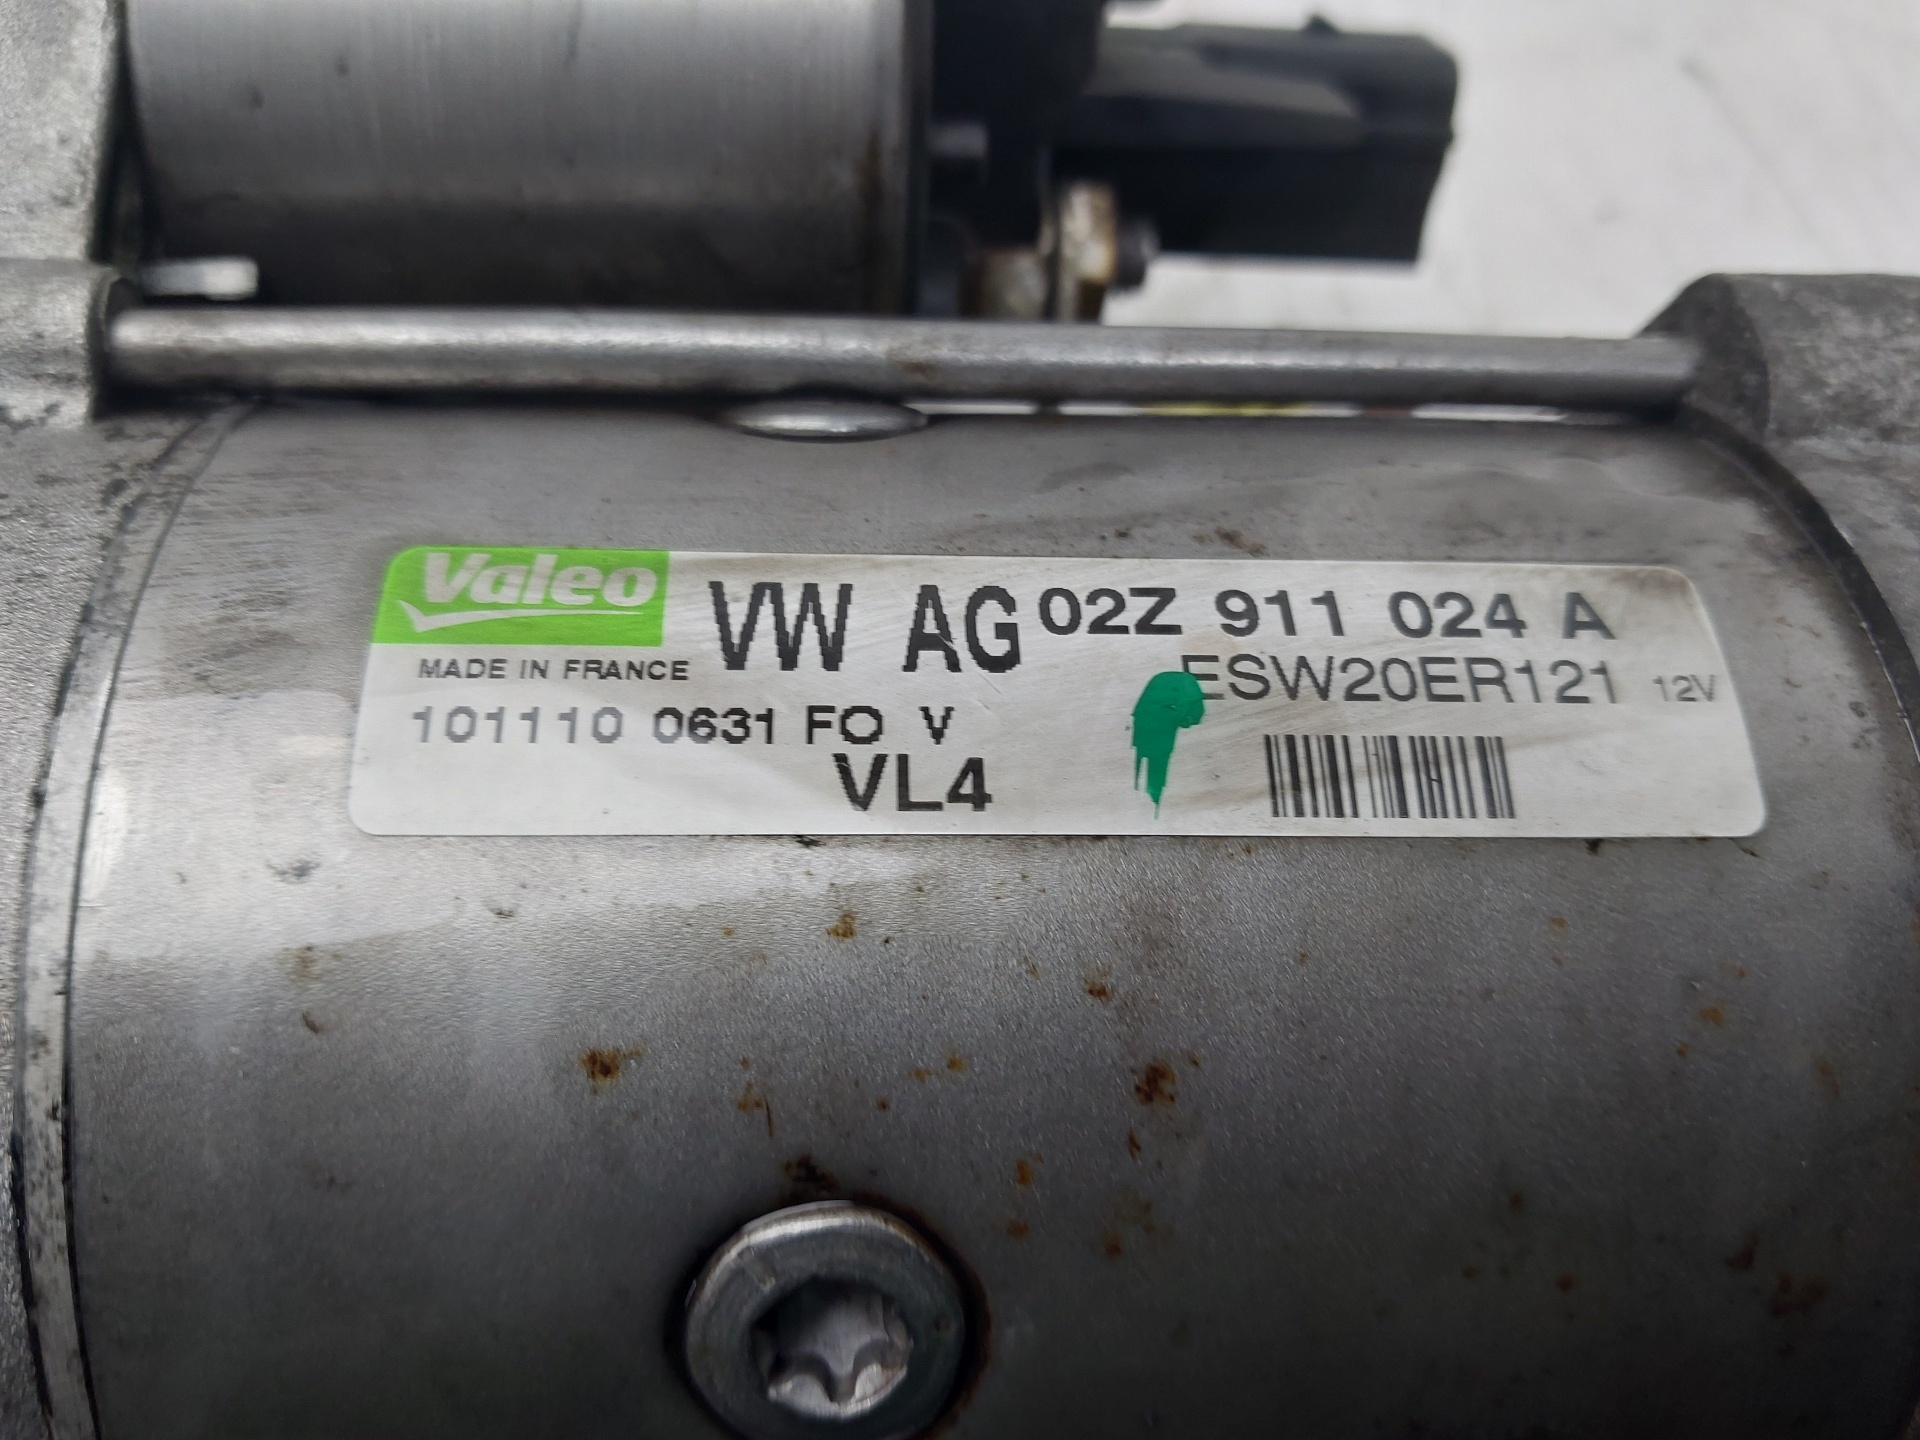 Valeo VW AG 02Z 911 024 A
MADE IN FRANCE ESW20ER121 12V
101110 0631 FO V
VL4